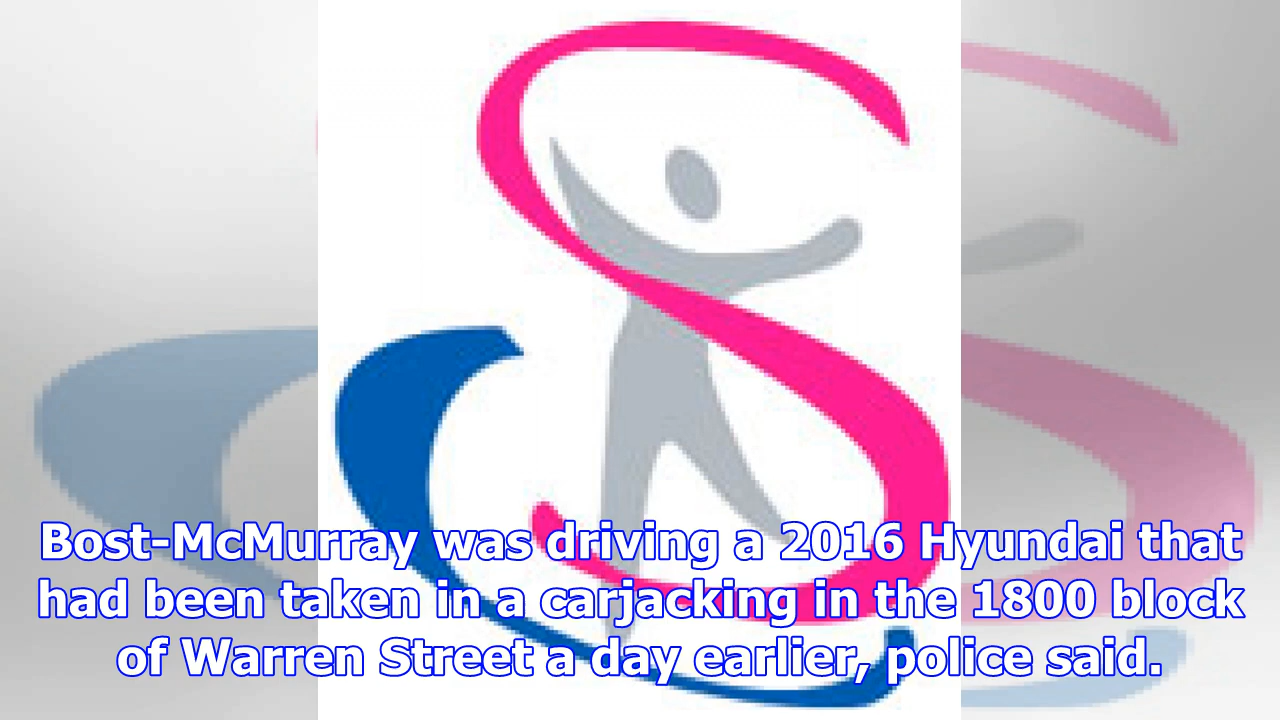 Bost-McMurray was driving a 2016 Hyundai that
had been taken in a carjacking in the 1800 block
of Warren Street a day earlier, police said.